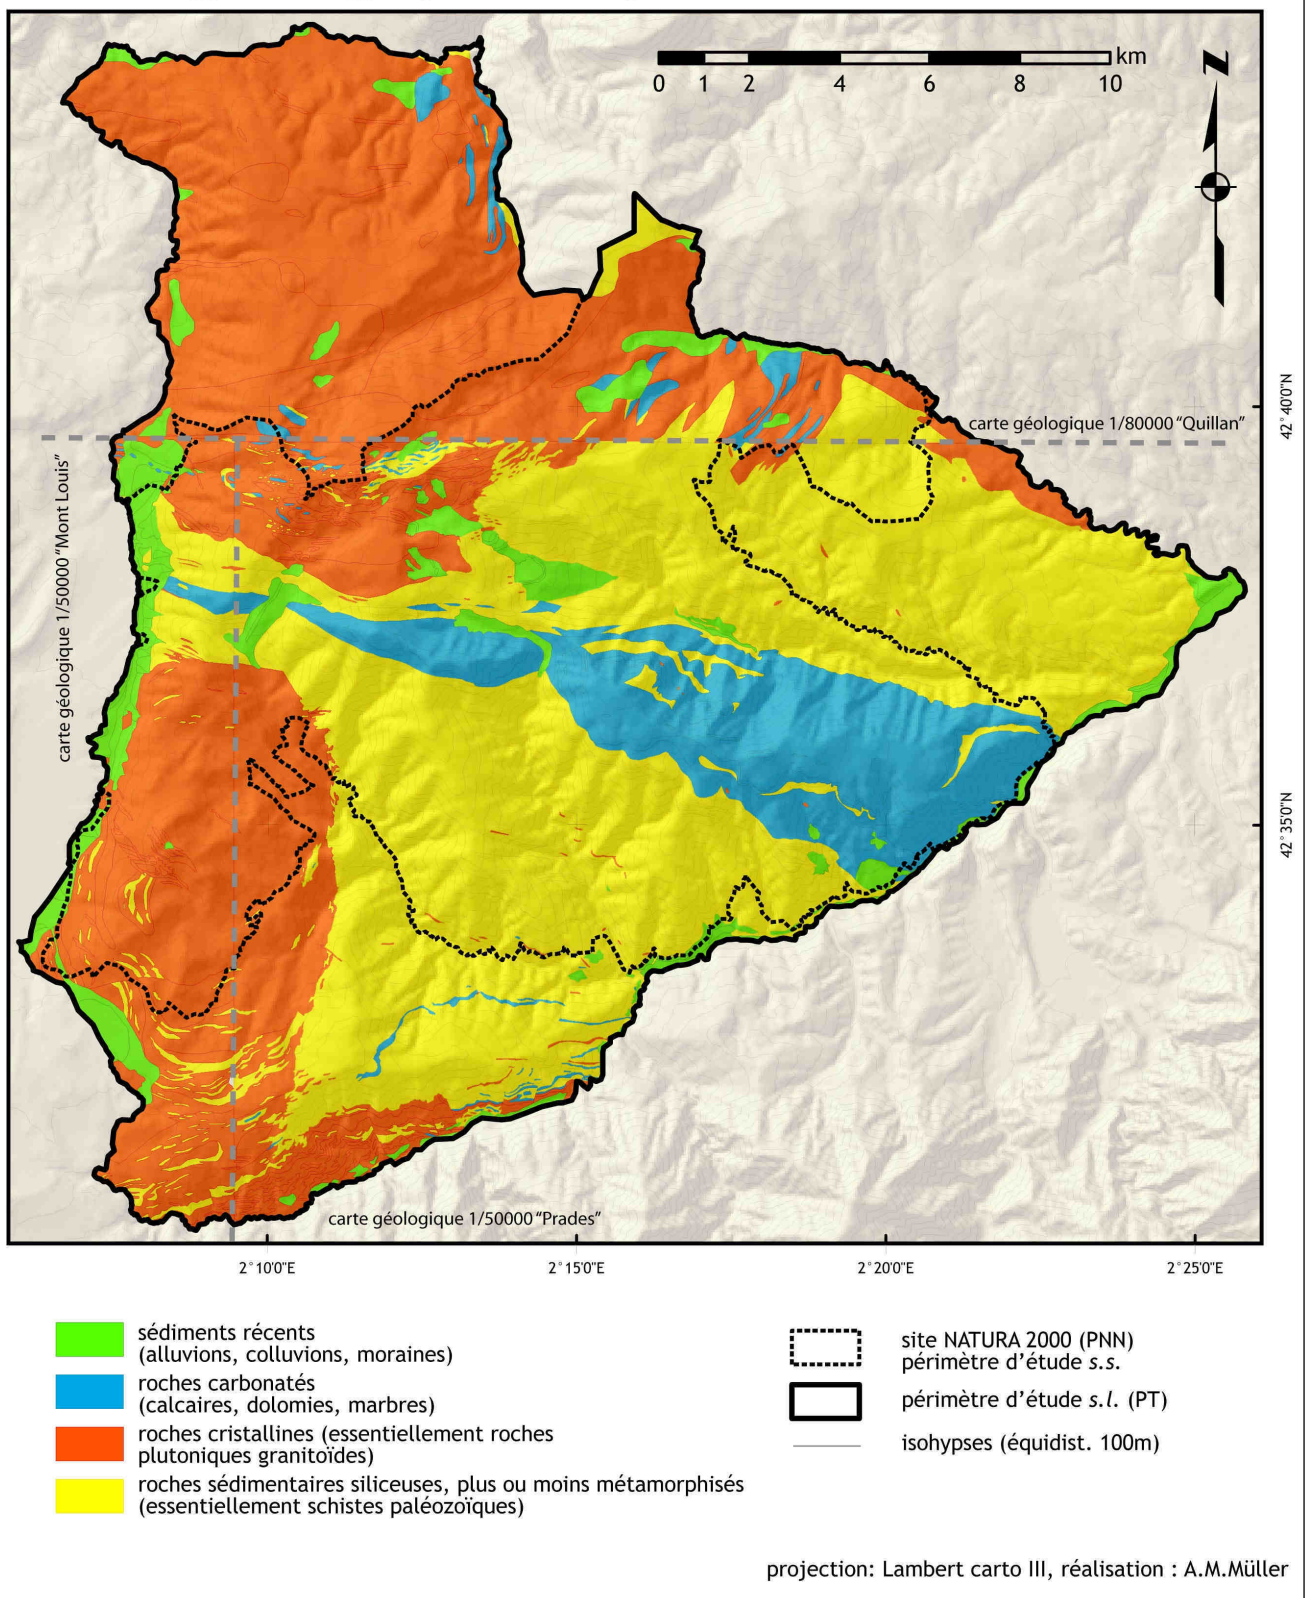 km
0 1 2 4 6 8 10
N
42°40'0"N
carte géologique 1/80000 "Quillan"
carte géologique 1/50000 "Mont Louis"
42°35'0"N
carte géologique 1/50000 "Prades"
2°10'0"E 2°15'0"E 2°20'0"E 2°25'0"E
sédiments récents
(alluvions, colluvions, moraines)
roches carbonatés
(calcaires, dolomies, marbres)
roches cristallines (essentiellement roches
plutoniques granitoïdes)
roches sédimentaires siliceuses, plus ou moins métamorphisés
(essentiellement schistes paléozoïques)
site NATURA 2000 (PNN)
périmètre d'étude s.s.
périmètre d'étude s.l. (PT)
isohypses (équidist. 100m)
projection: Lambert carto III, réalisation : A.M.Müller